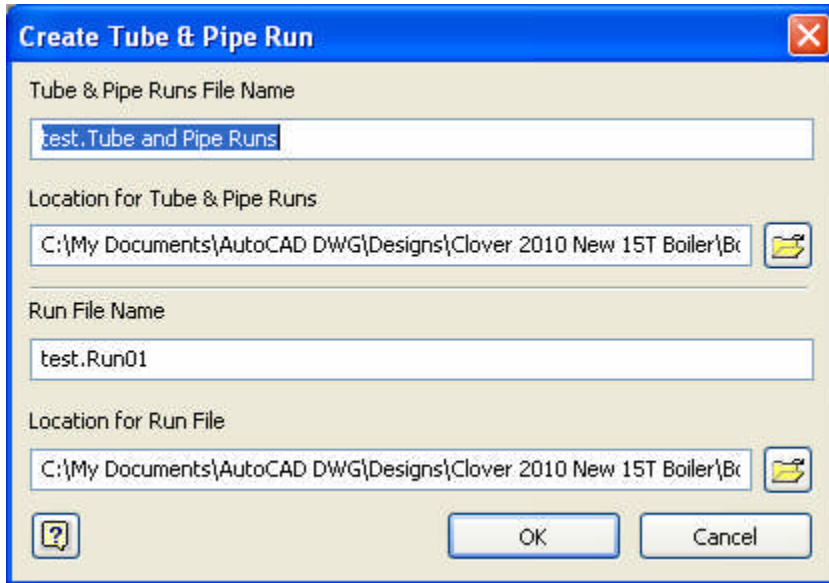 Create Tube & Pipe Run
Tube & Pipe Runs File Name
test.Tube and Pipe Runs
Location for Tube & Pipe Runs
C:\My Documents\AutoCAD DWG\Designs\Clover 2010 New 15T Boiler\Bc
Run File Name
test.Run01
Location for Run File
C:\My Documents\AutoCAD DWG\Designs\Clover 2010 New 15T Boiler\Bc
?
OK Cancel